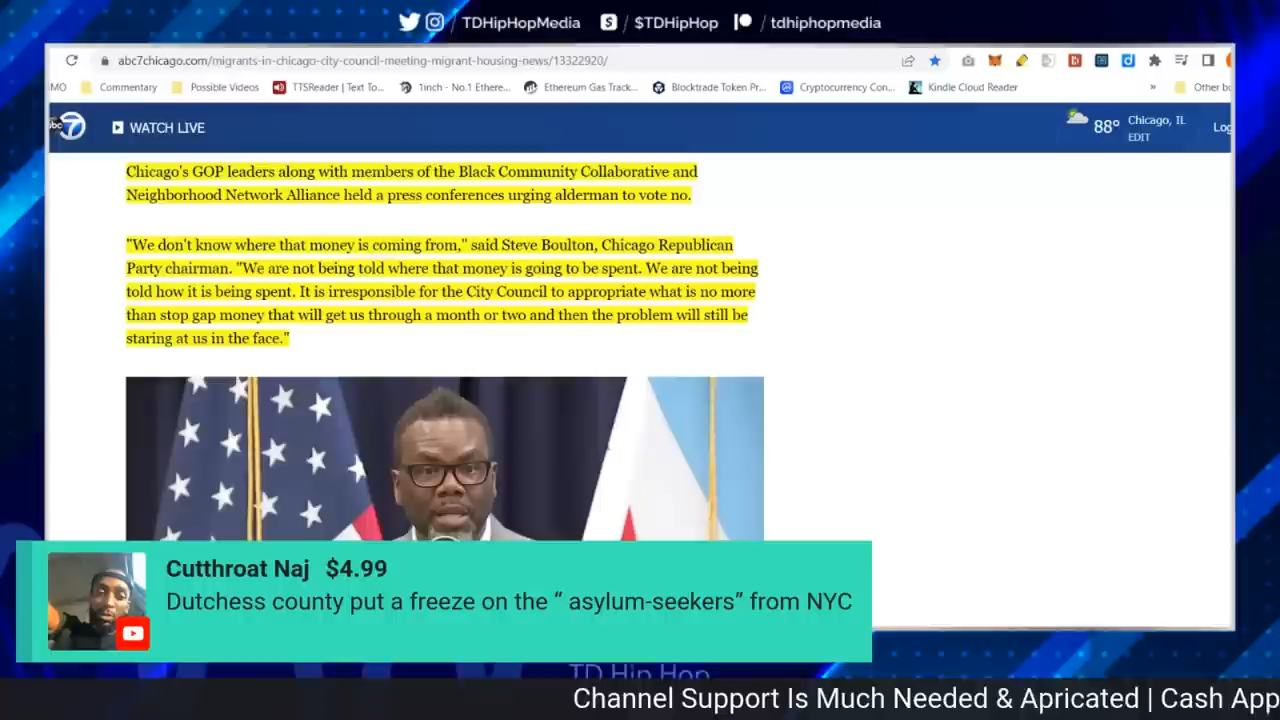 TDHipHopMedia
$TDHipHop
tdhiphopmedia
abc7chicago.com/migrants-in-chicago-city-council-meeting-migrant-housing-news/13322920/
MO Commentary Possible Videos TTSReader | Text To... 1inch - No.1 Ethere... Ethereum Gas Track... Blocktrade Token Pr... Cryptocurrency Con... Kindle Cloud Reader » Other bo
abc 7 WATCH LIVE 88° Chicago, IL Log
EDIT
Chicago's GOP leaders along with members of the Black Community Collaborative and
Neighborhood Network Alliance held a press conferences urging alderman to vote no.
"We don't know where that money is coming from," said Steve Boulton, Chicago Republican
Party chairman. "We are not being told where that money is going to be spent. We are not being
told how it is being spent. It is irresponsible for the City Council to appropriate what is no more
than stop gap money that will get us through a month or two and then the problem will still be
staring at us in the face."
Cutthroat Naj $4.99
Dutchess county put a freeze on the “ asylum-seekers” from NYC
TD Hip Hop
Channel Support Is Much Needed & Apricated | Cash App